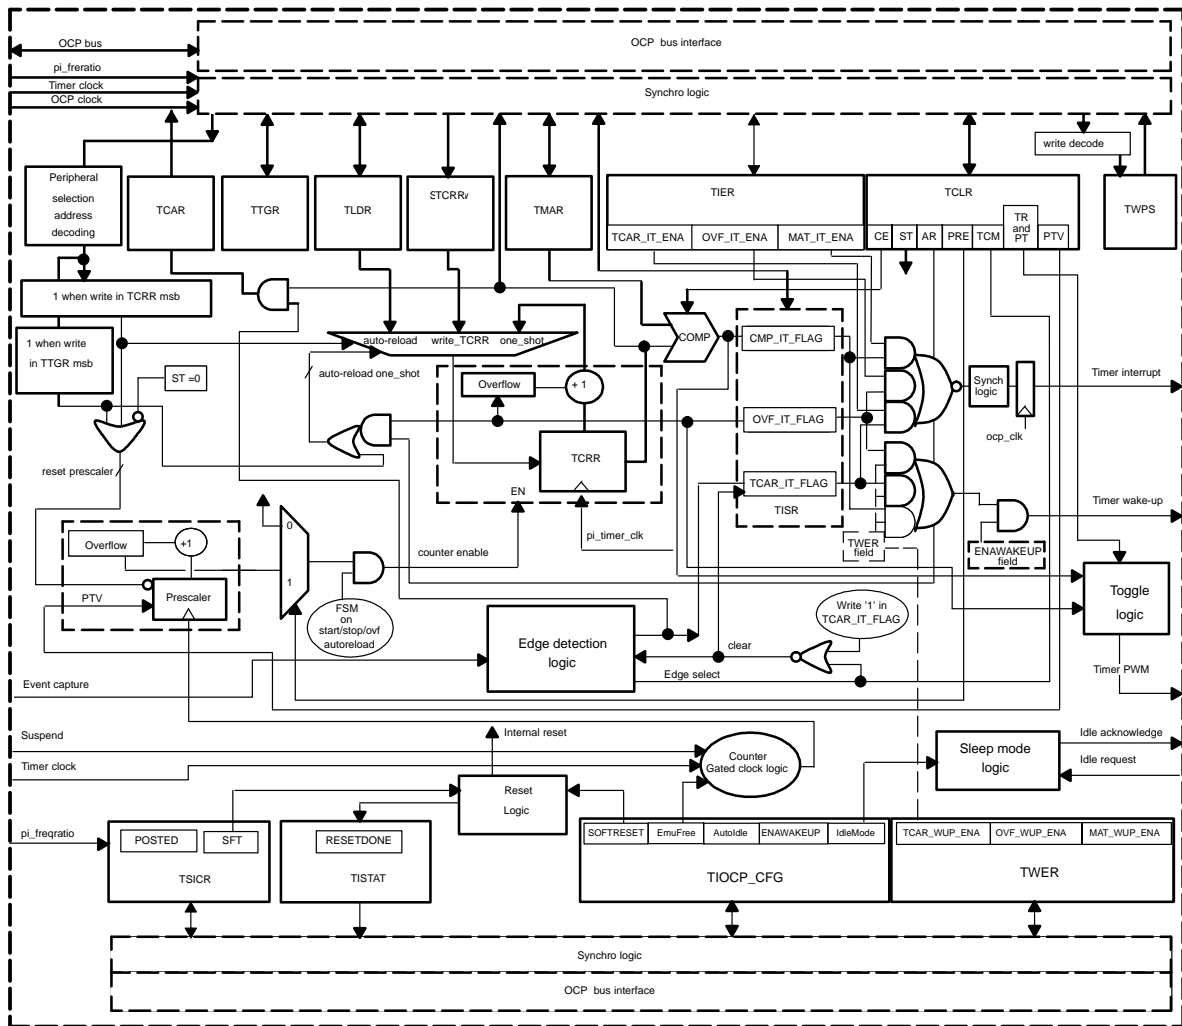 OCP bus
OCP bus interface
pi_freratio
Timer clock
OCP clock
Synchro logic
write decode
Peripheral
selection
address
decoding
TCAR
TTGR
TLDR
STCRRW
TMAR
TIER
TCAR_IT_ENA
OVF_IT_ENA
MAT_IT_ENA
TCLR
CE
ST
AR
PRE
TCM
TR
and
PT
PTV
TWPS
1 when write in TCRR msb
1 when write
in TTGR msb
ST =0
auto-reload
write_TCRR
one_shot
auto-reload one_shot
COMP
CMP_IT_FLAG
Overflow
+ 1
OVF_IT_FLAG
TCRR
TCAR_IT_FLAG
TISR
Synch
logic
ocp_clk
Timer interrupt
reset prescaler
EN
pi_timer_clk
Timer wake-up
TWER
field
ENAWAKEUP
field
Overflow
+1
0
1
counter enable
PTV
Prescaler
FSM
on
start/stop/ovf
autoreload
Edge detection
logic
Write '1' in
TCAR_IT_FLAG
clear
Edge select
Toggle
logic
Timer PWM
Event capture
Suspend
Internal reset
Timer clock
Counter
Gated clock logic
Sleep mode
logic
Idle acknowledge
Idle request
Reset
Logic
pi_freqratio
POSTED
SFT
TSICR
RESETDONE
TISTAT
SOFTRESET
EmuFree
AutoIdle
ENAWAKEUP
IdleMode
TIOCP_CFG
TCAR_WUP_ENA
OVF_WUP_ENA
MAT_WUP_ENA
TWER
Synchro logic
OCP bus interface